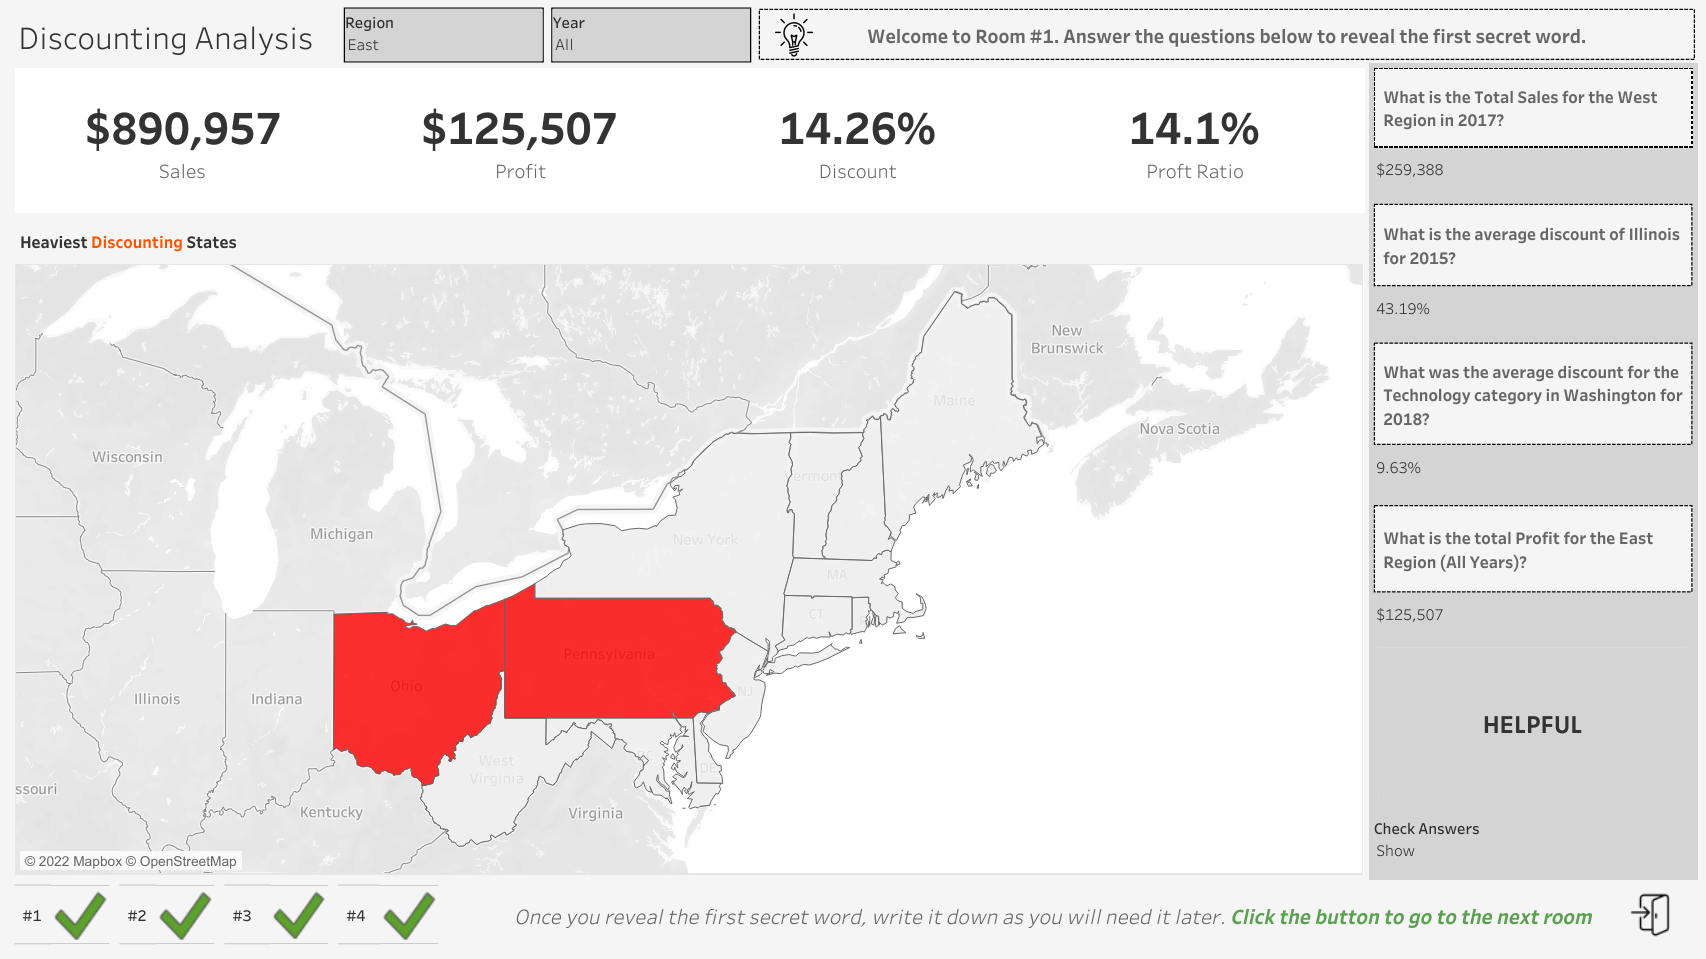 Discounting Analysis
Region
East
Year
All
Welcome to Room #1. Answer the questions below to reveal the first secret word.
$890,957
Sales
$125,507
Profit
14.26%
Discount
14.1%
Proft Ratio
What is the Total Sales for the West
Region in 2017?
$259,388
What is the average discount of Illinois
for 2015?
43.19%
What was the average discount for the
Technology category in Washington for
2018?
9.63%
What is the total Profit for the East
Region (All Years)?
$125,507
HELPFUL
Check Answers
Show
Heaviest Discounting States
New
Brunswick
Maine
Nova Scotia
Wisconsin
ermont
Michigan
New York
MA
CT
R
Pennsylvania
Ohio
NJ
Illinois
Indiana
West
Virginia
DE
ssouri
Kentucky
Virginia
© 2022 Mapbox © OpenStreetMap
#1
#2
#3
#4
Once you reveal the first secret word, write it down as you will need it later. Click the button to go to the next room